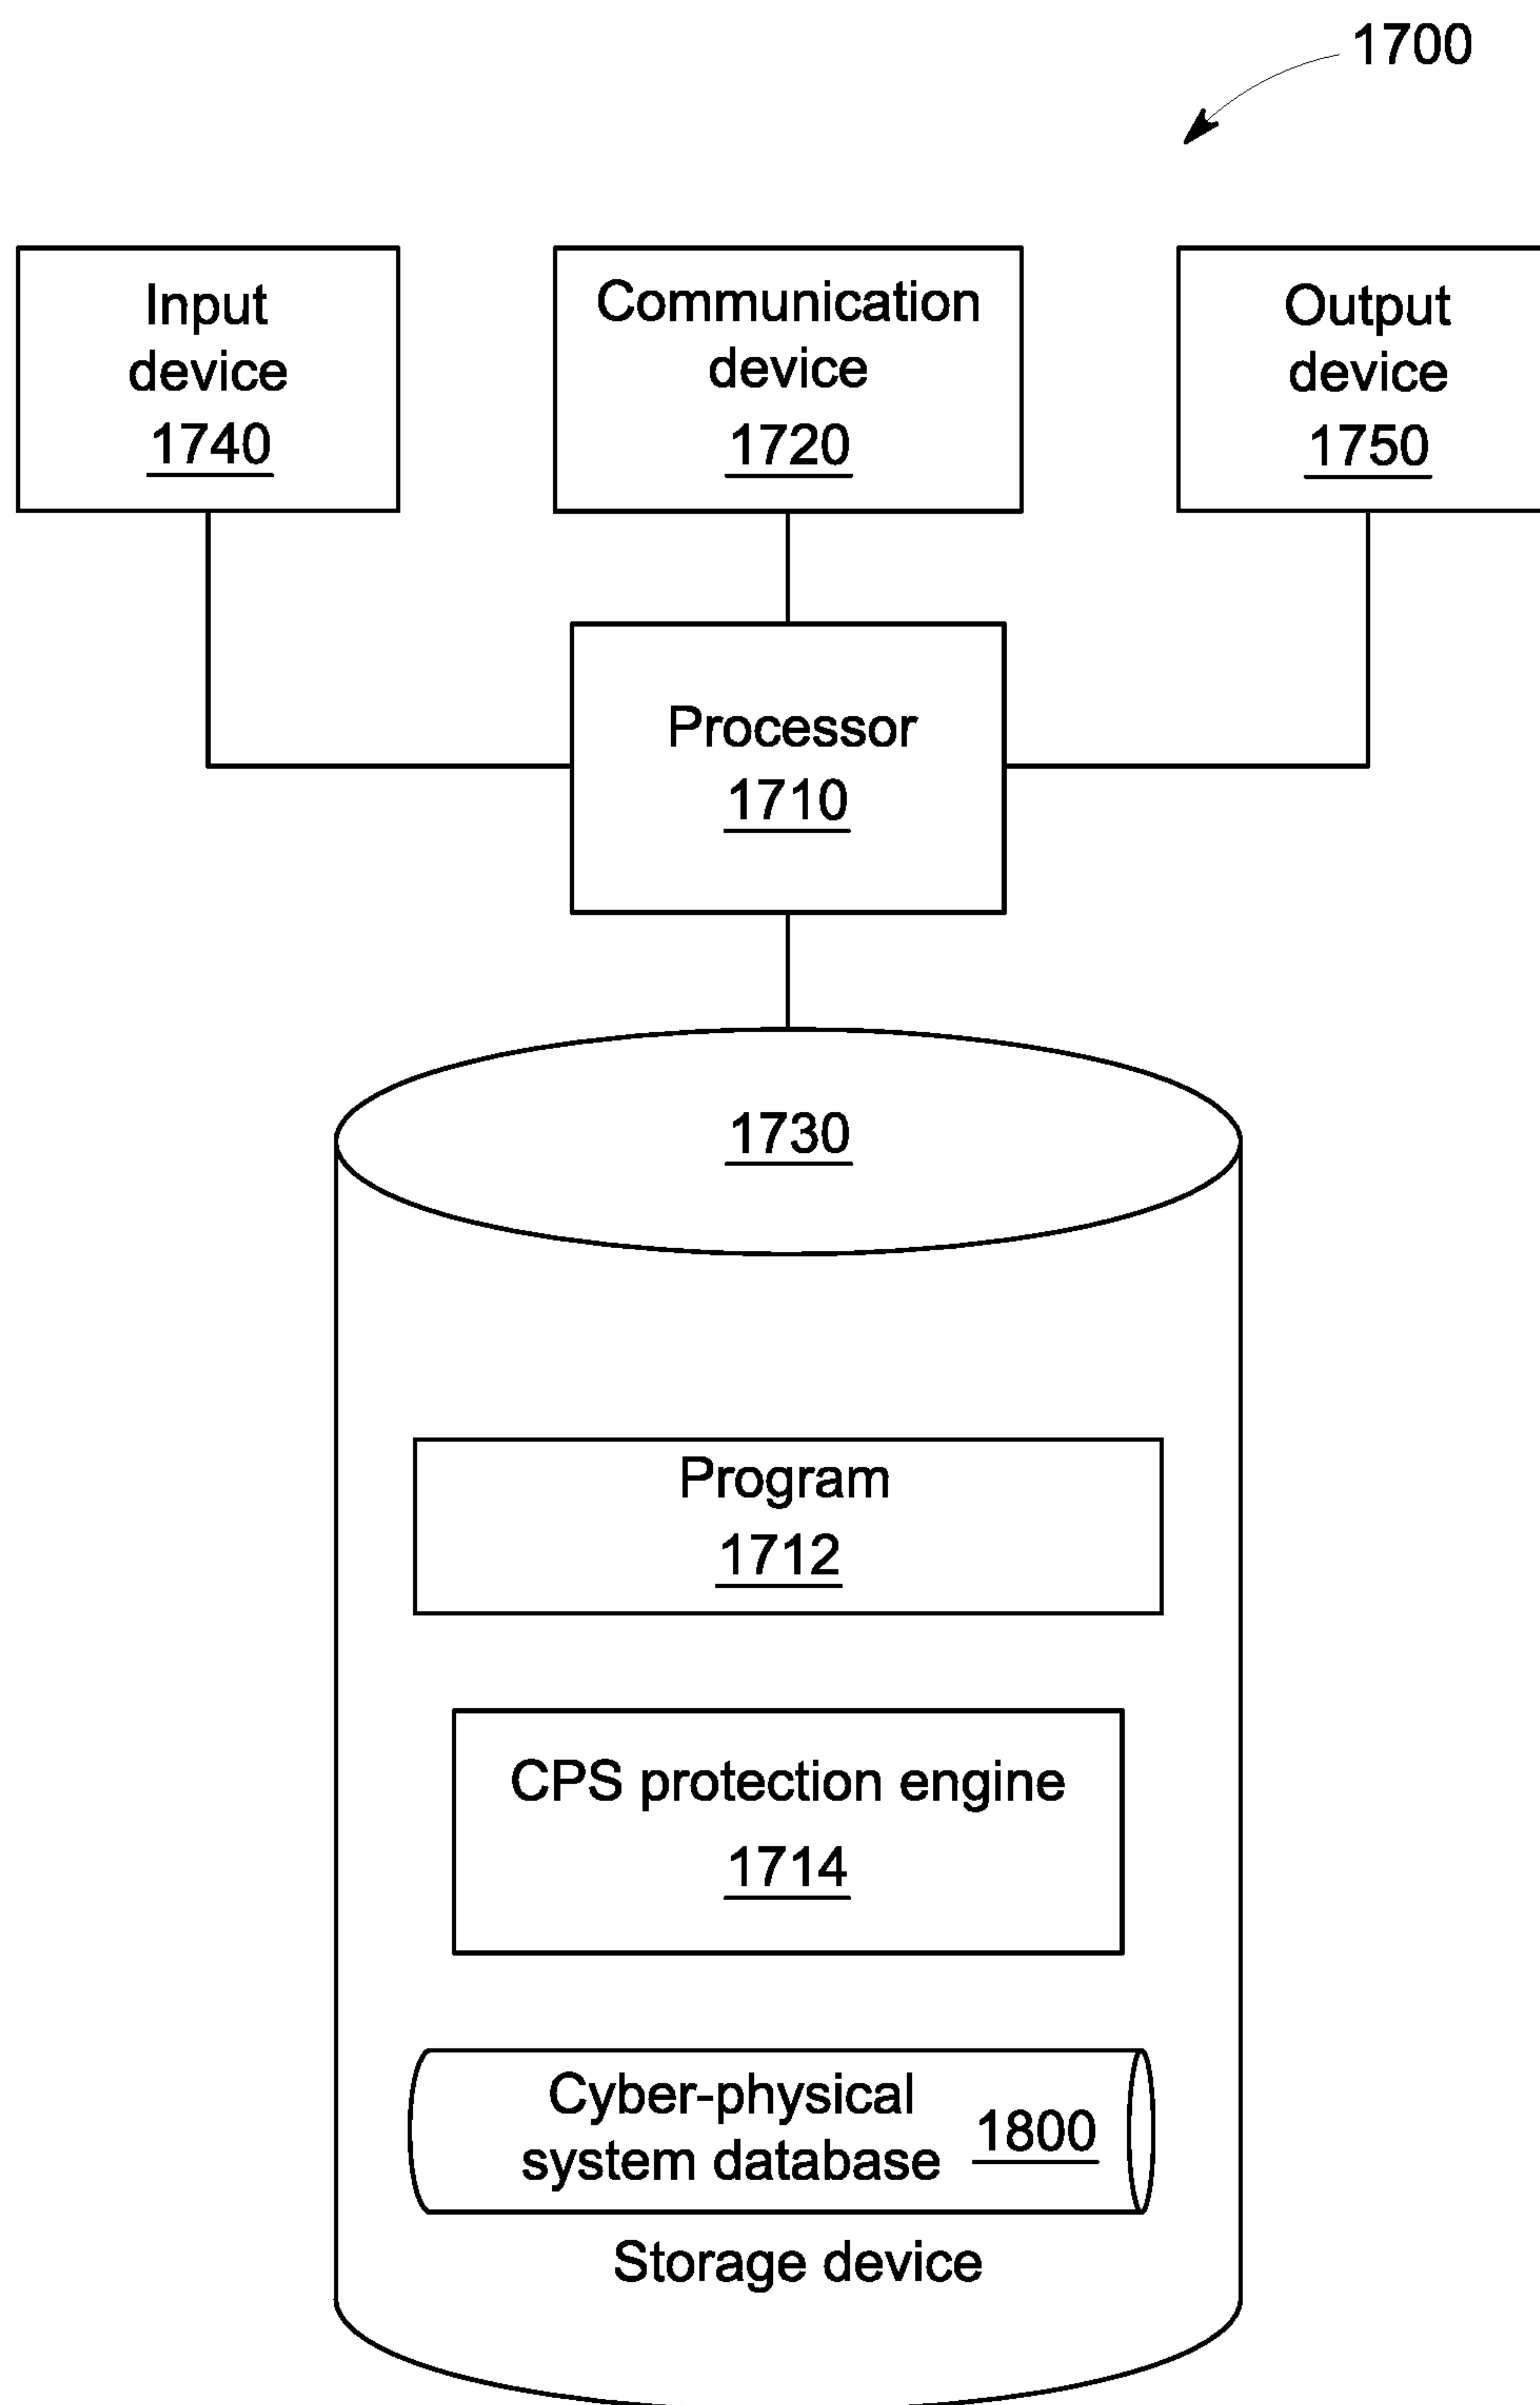 1700
Input
device
1740
Communication
device
1720
Output
device
1750
Processor
1710
1730
Program
1712
CPS protection engine
1714
Cyber-physical
system database
1800
Storage device